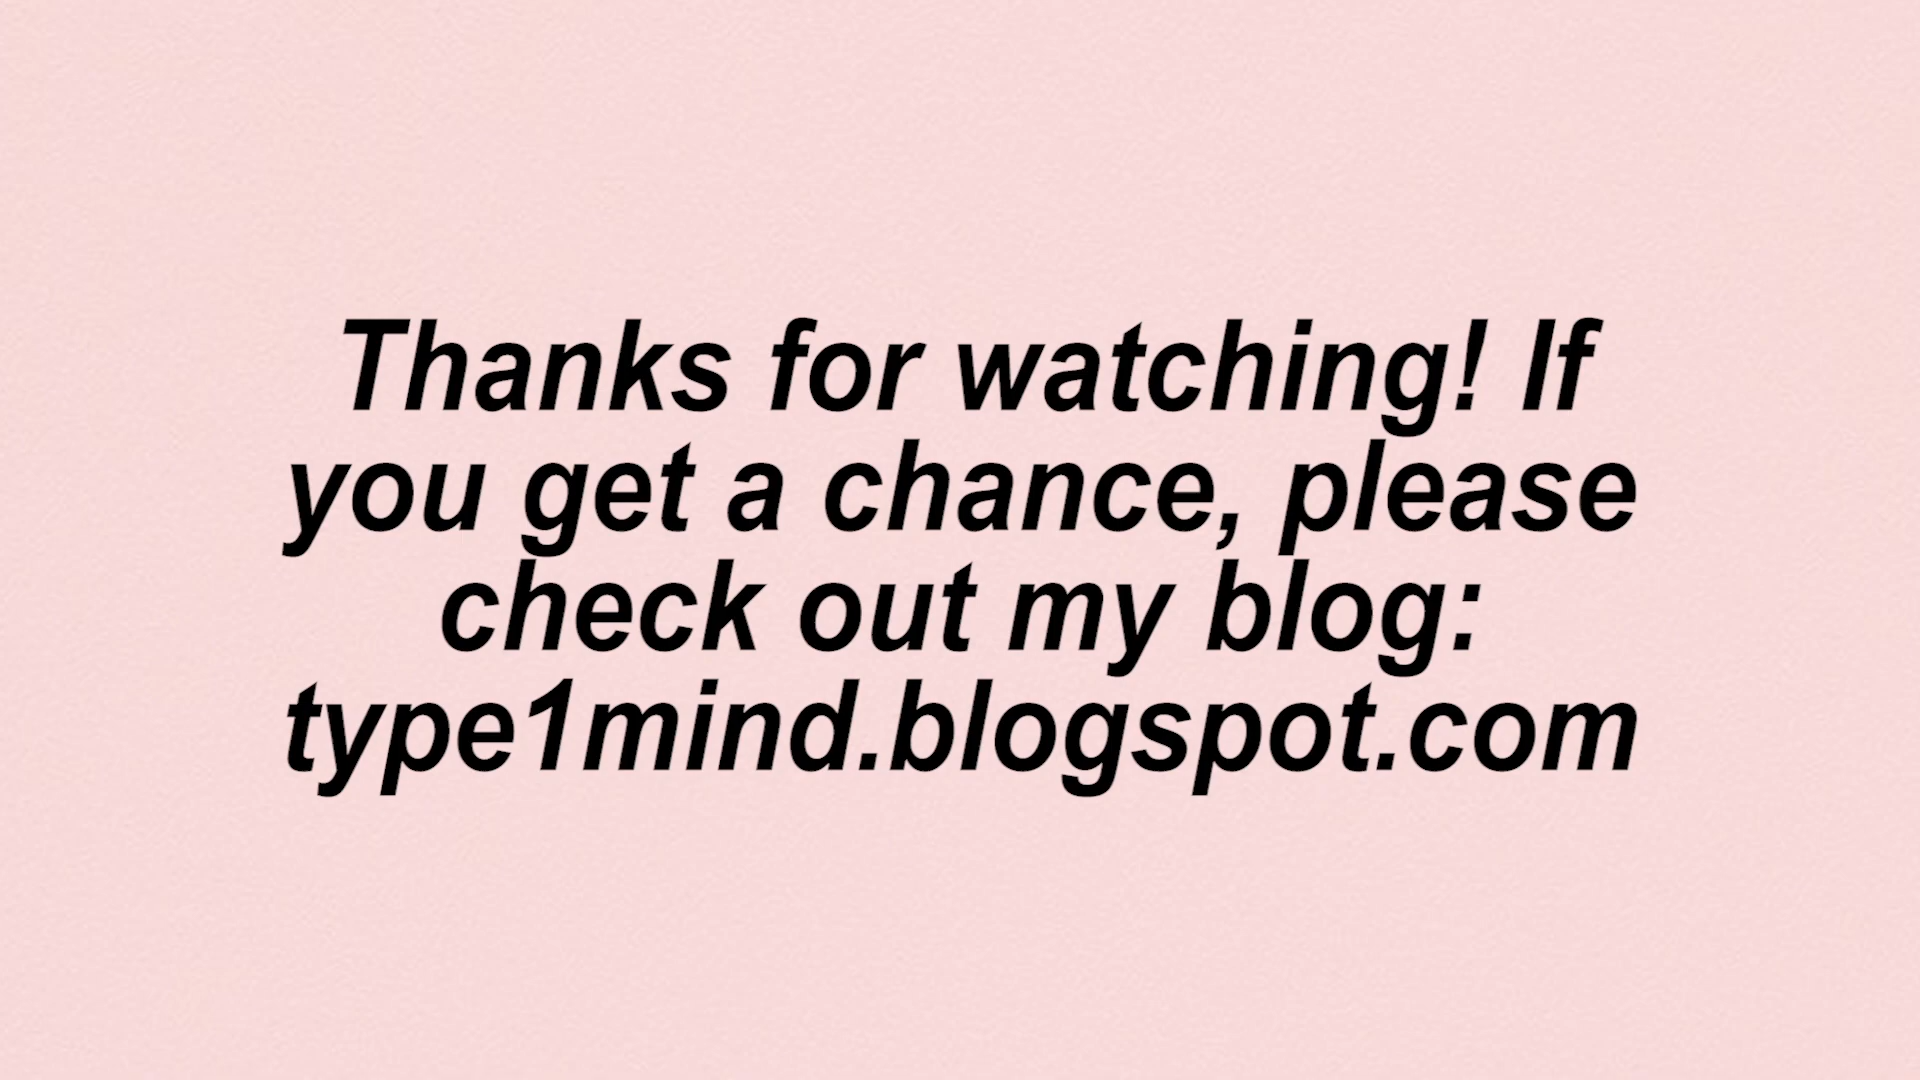 Thanks for watching! If
you get a chance, please
check out my blog:
type1mind.blogspot.com